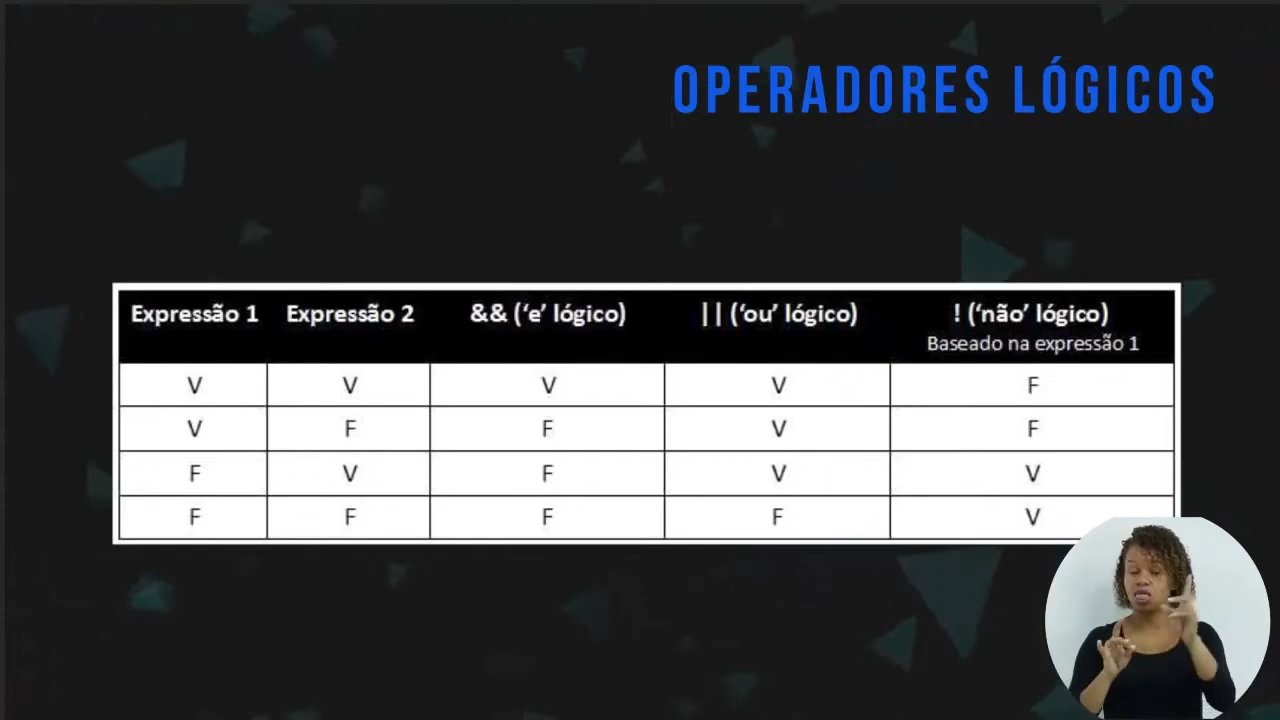 OPERADORES LÓGICOS
Expressão 1 Expressão 2 && (‘e’ lógico) || (‘ou’ lógico) ! (‘não’ lógico)
Baseado na expressão 1
V V V V F
V F F V F
F V F V V
F F F F V